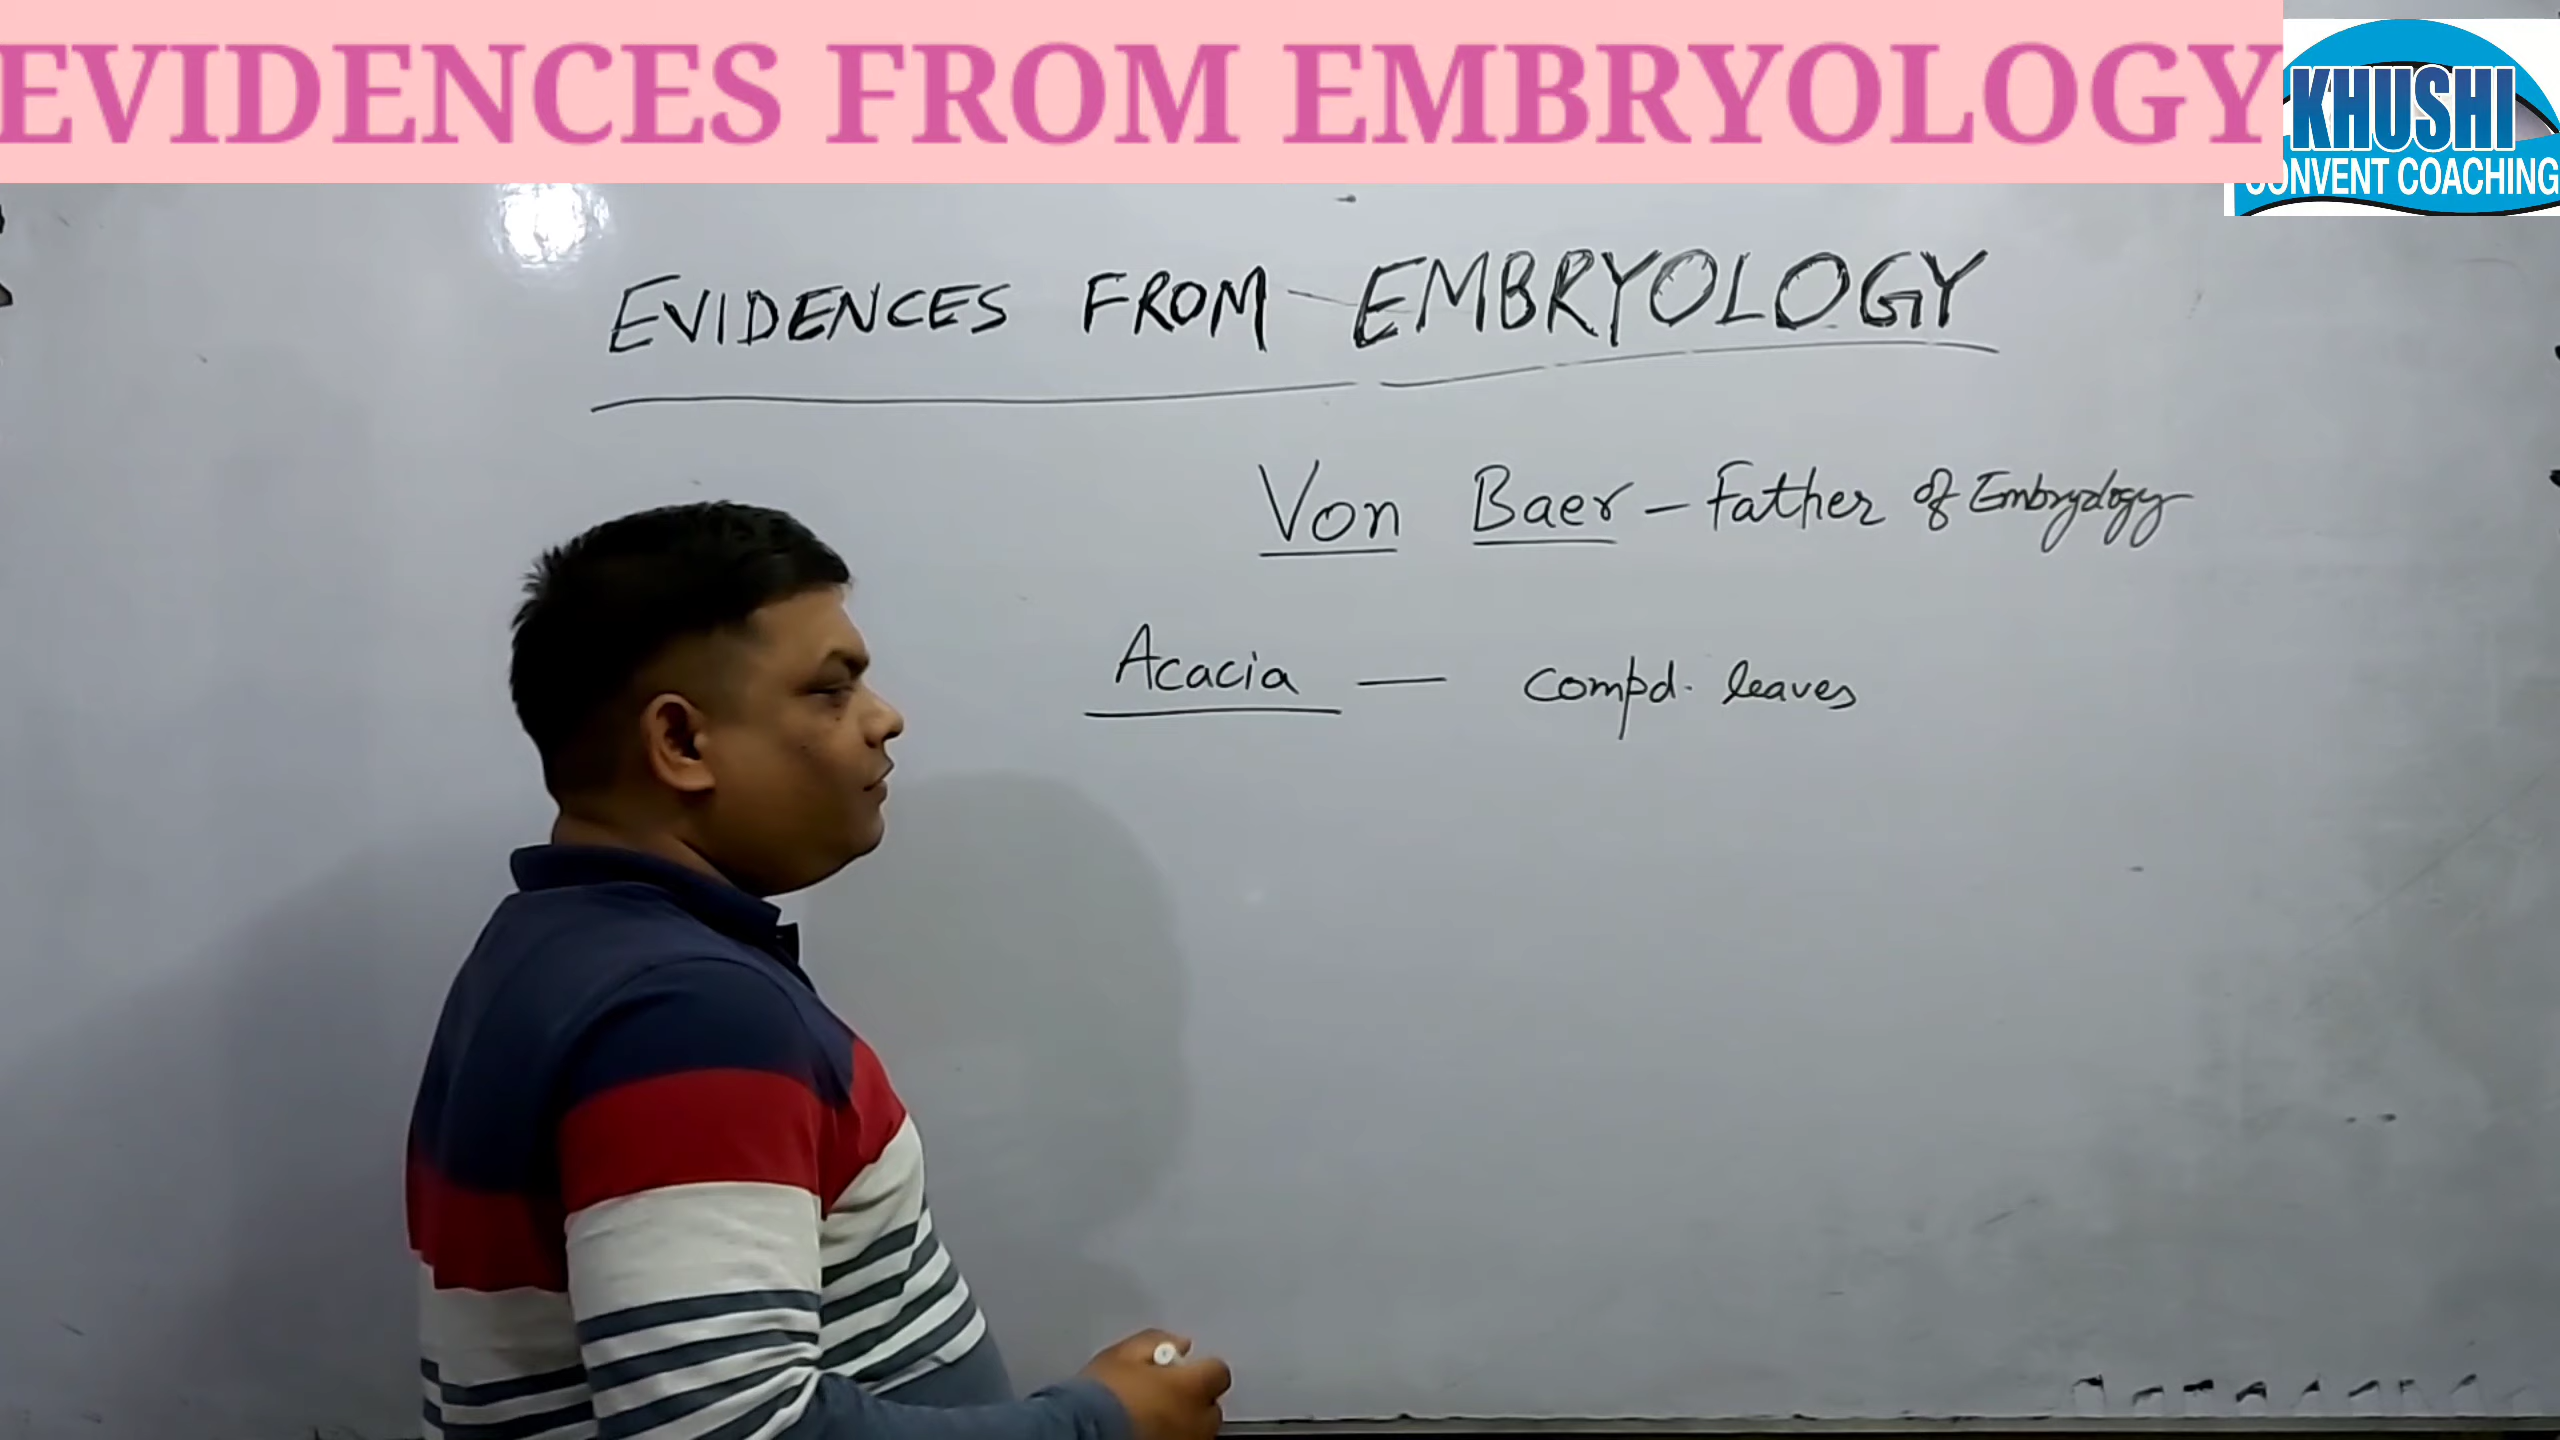 EVIDENCES FROM EMBRYOLOGY
KHUSHI
CONVENT COACHING
EVIDENCES FROM EMBRYOLOGY
Von Baer - Father of Embryology
Acacia — compd. leaves